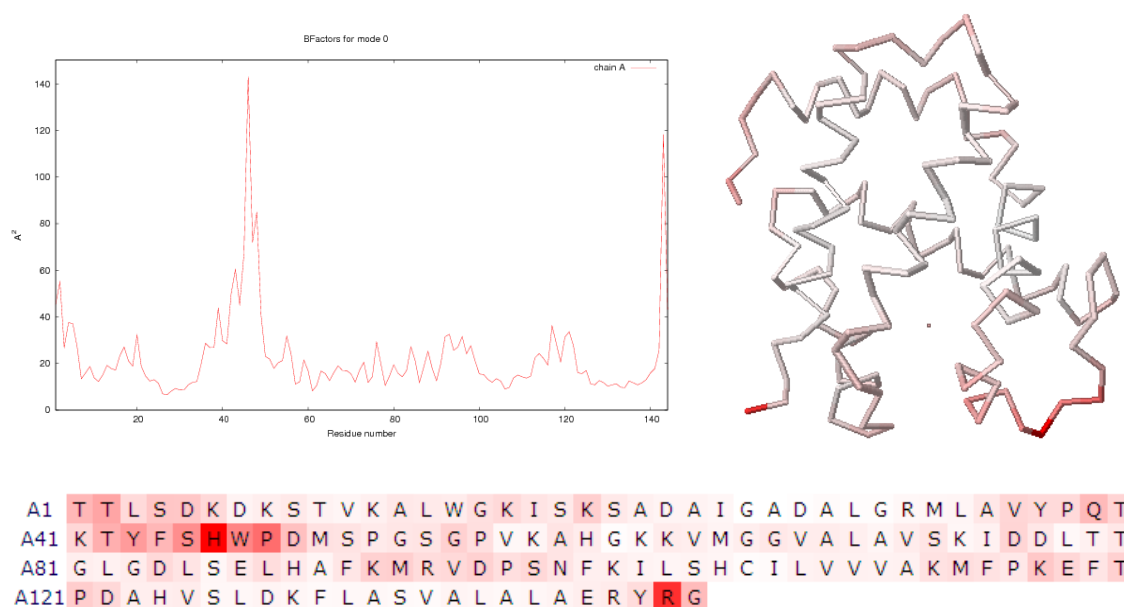 BFactors for mode 0
chain A
140
120
100
80
60
40
20
0
A²
20 40 60 80 100 120 140
Residue number
A1 T T L S D K D K S T V K A L W G K I S K S A D A I G A D A L G R M L A V Y P Q T
A41 K T Y F S H W P D M S P G S G P V K A H G K K V M G G V A L A V S K I D D L T T
A81 G L G D L S E L H A F K M R V D P S N F K I L S H C I L V V V A K M F P K E F T
A121 P D A H V S L D K F L A S V A L A L A E R Y R G